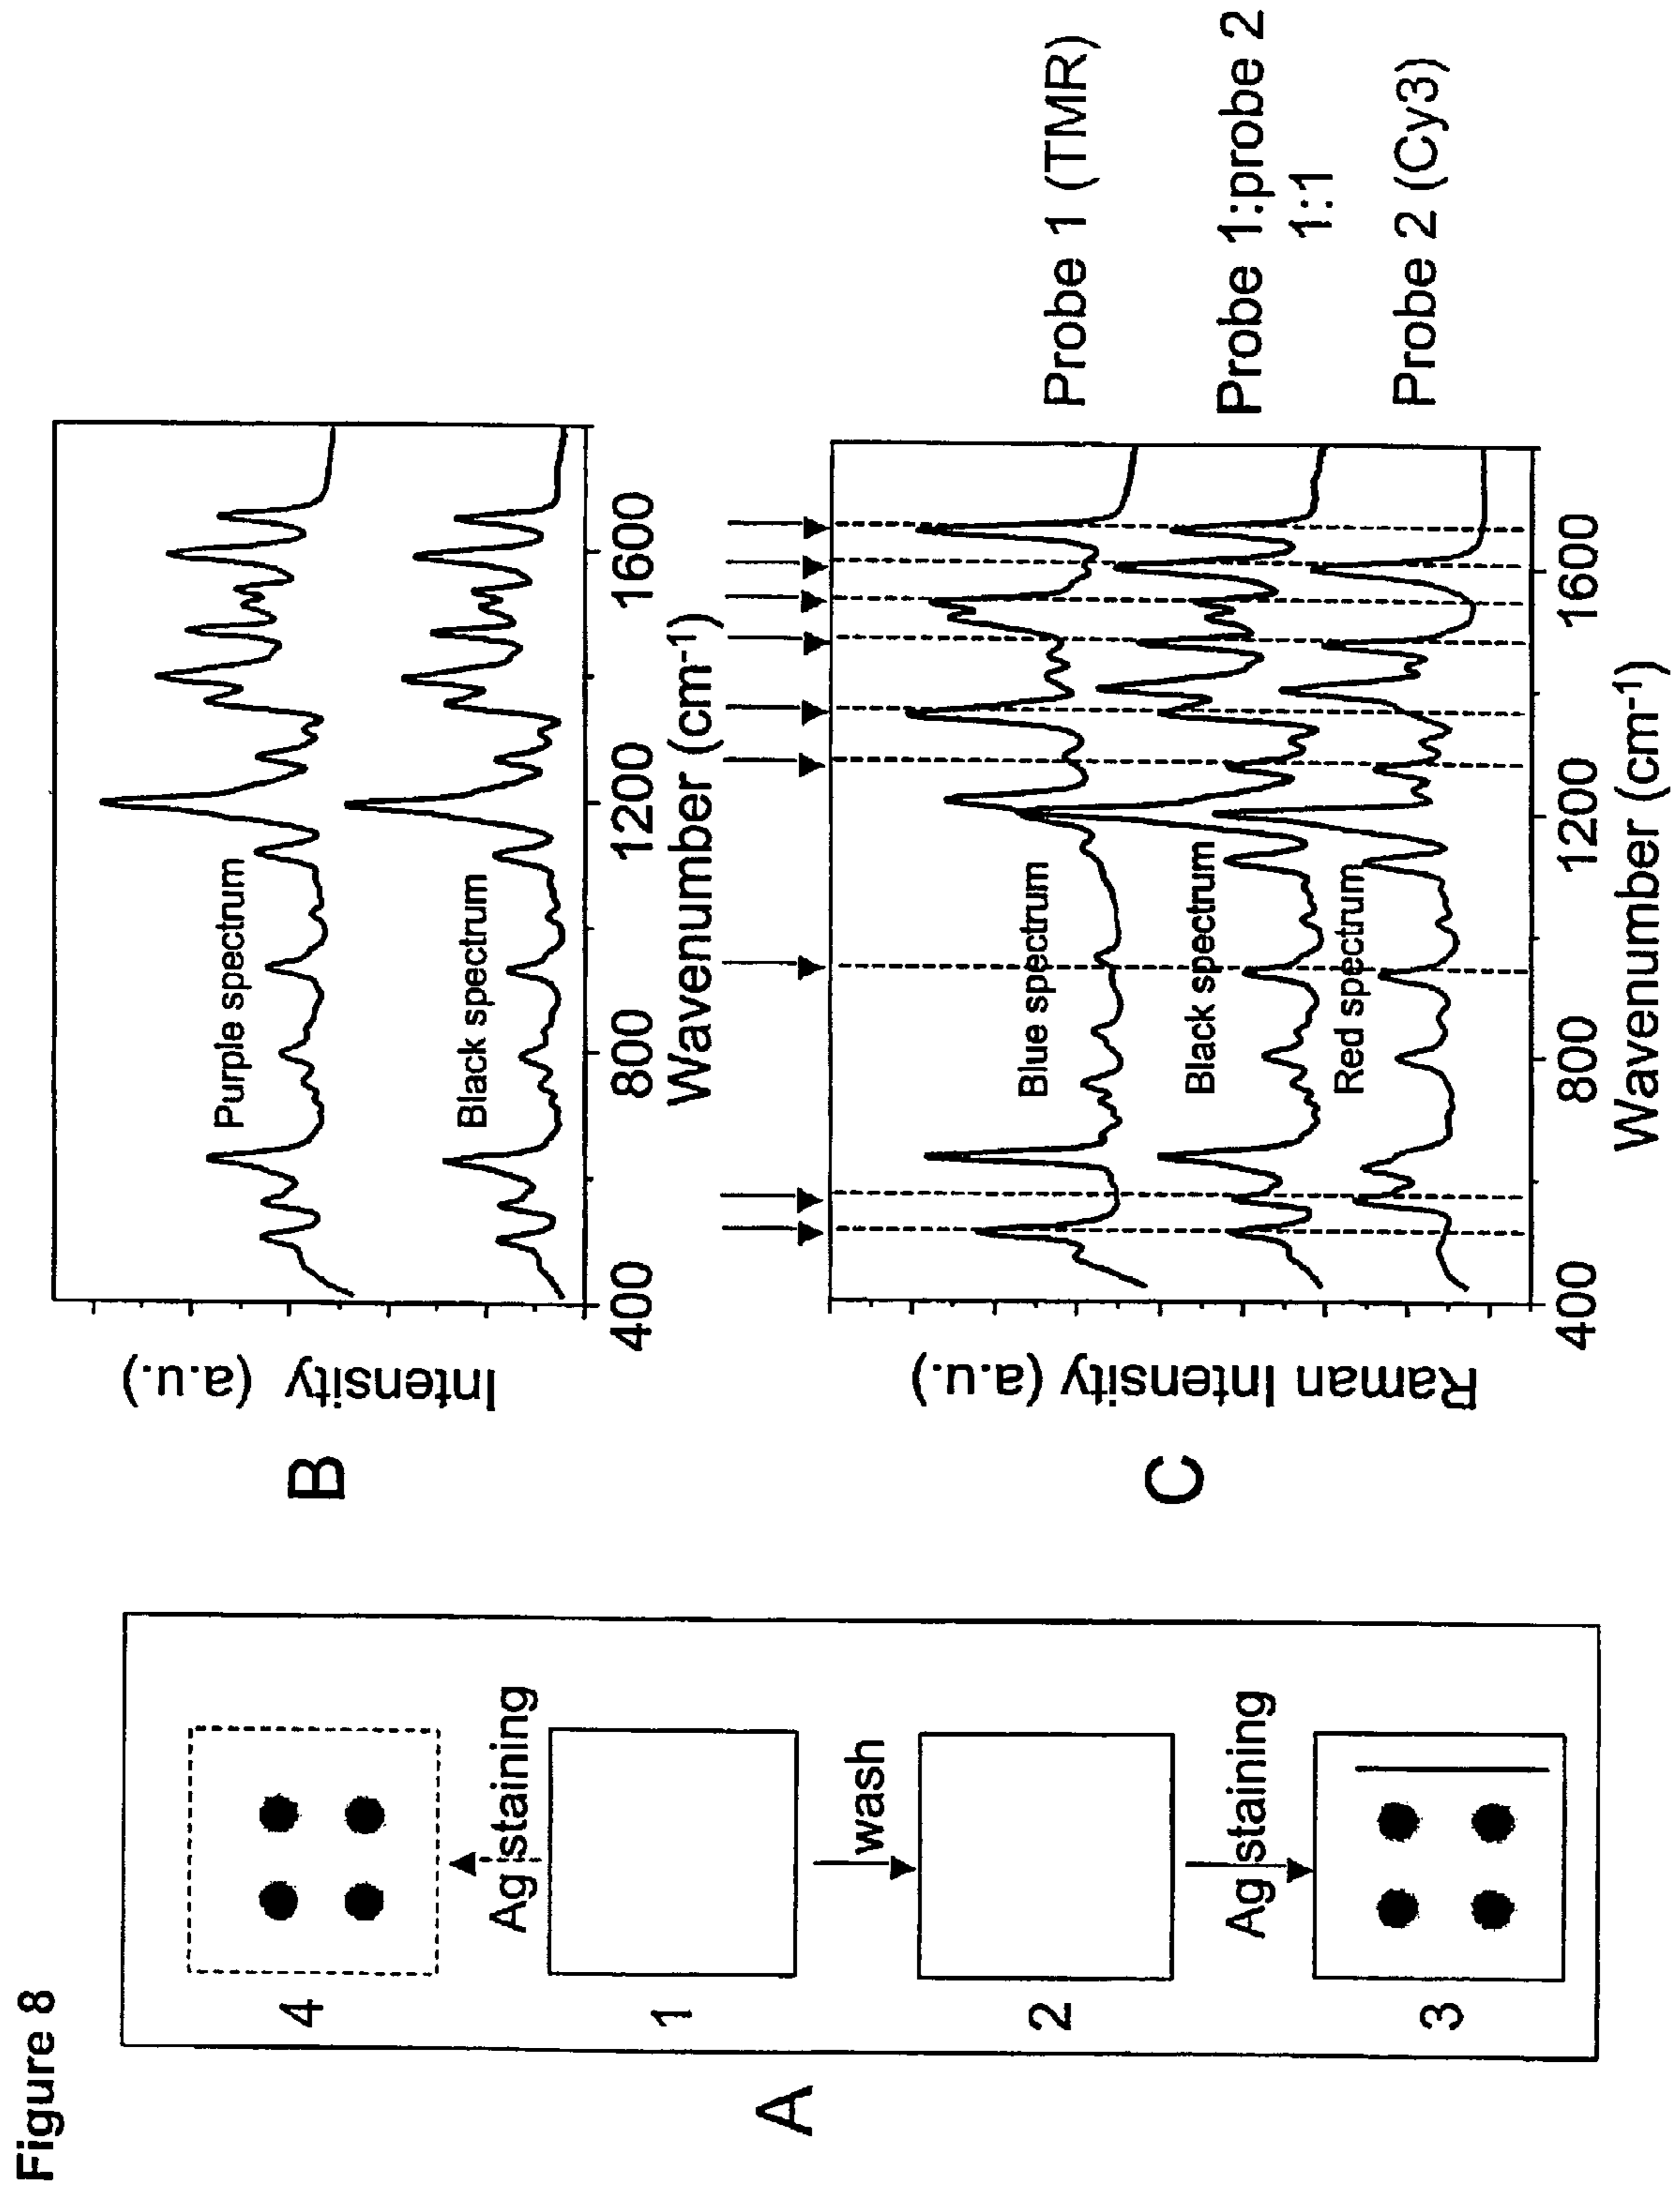 Figure 8
A
4
Ag staining
1
wash
2
Ag staining
3
B
Intensity (a.u.)
Purple spectrum
Black spectrum
400
800
1200
1600
Wavenumber (cm-1)
C
Raman Intensity (a.u.)
Blue spectrum
Black spectrum
Red spectrum
Probe 1 (TMR)
Probe 1:probe 2
1:1
Probe 2 (Cy3)
400
800
1200
1600
Wavenumber (cm-1)